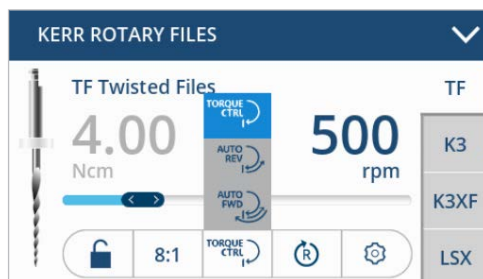 KERR ROTARY FILES
TF Twisted Files
TF
4.00
Ncm
500
rpm
TORQUE
CTRL
AUTO
REV
AUTO
FWD
K3
K3XF
LSX
8:1
TORQUE
CTRL
R